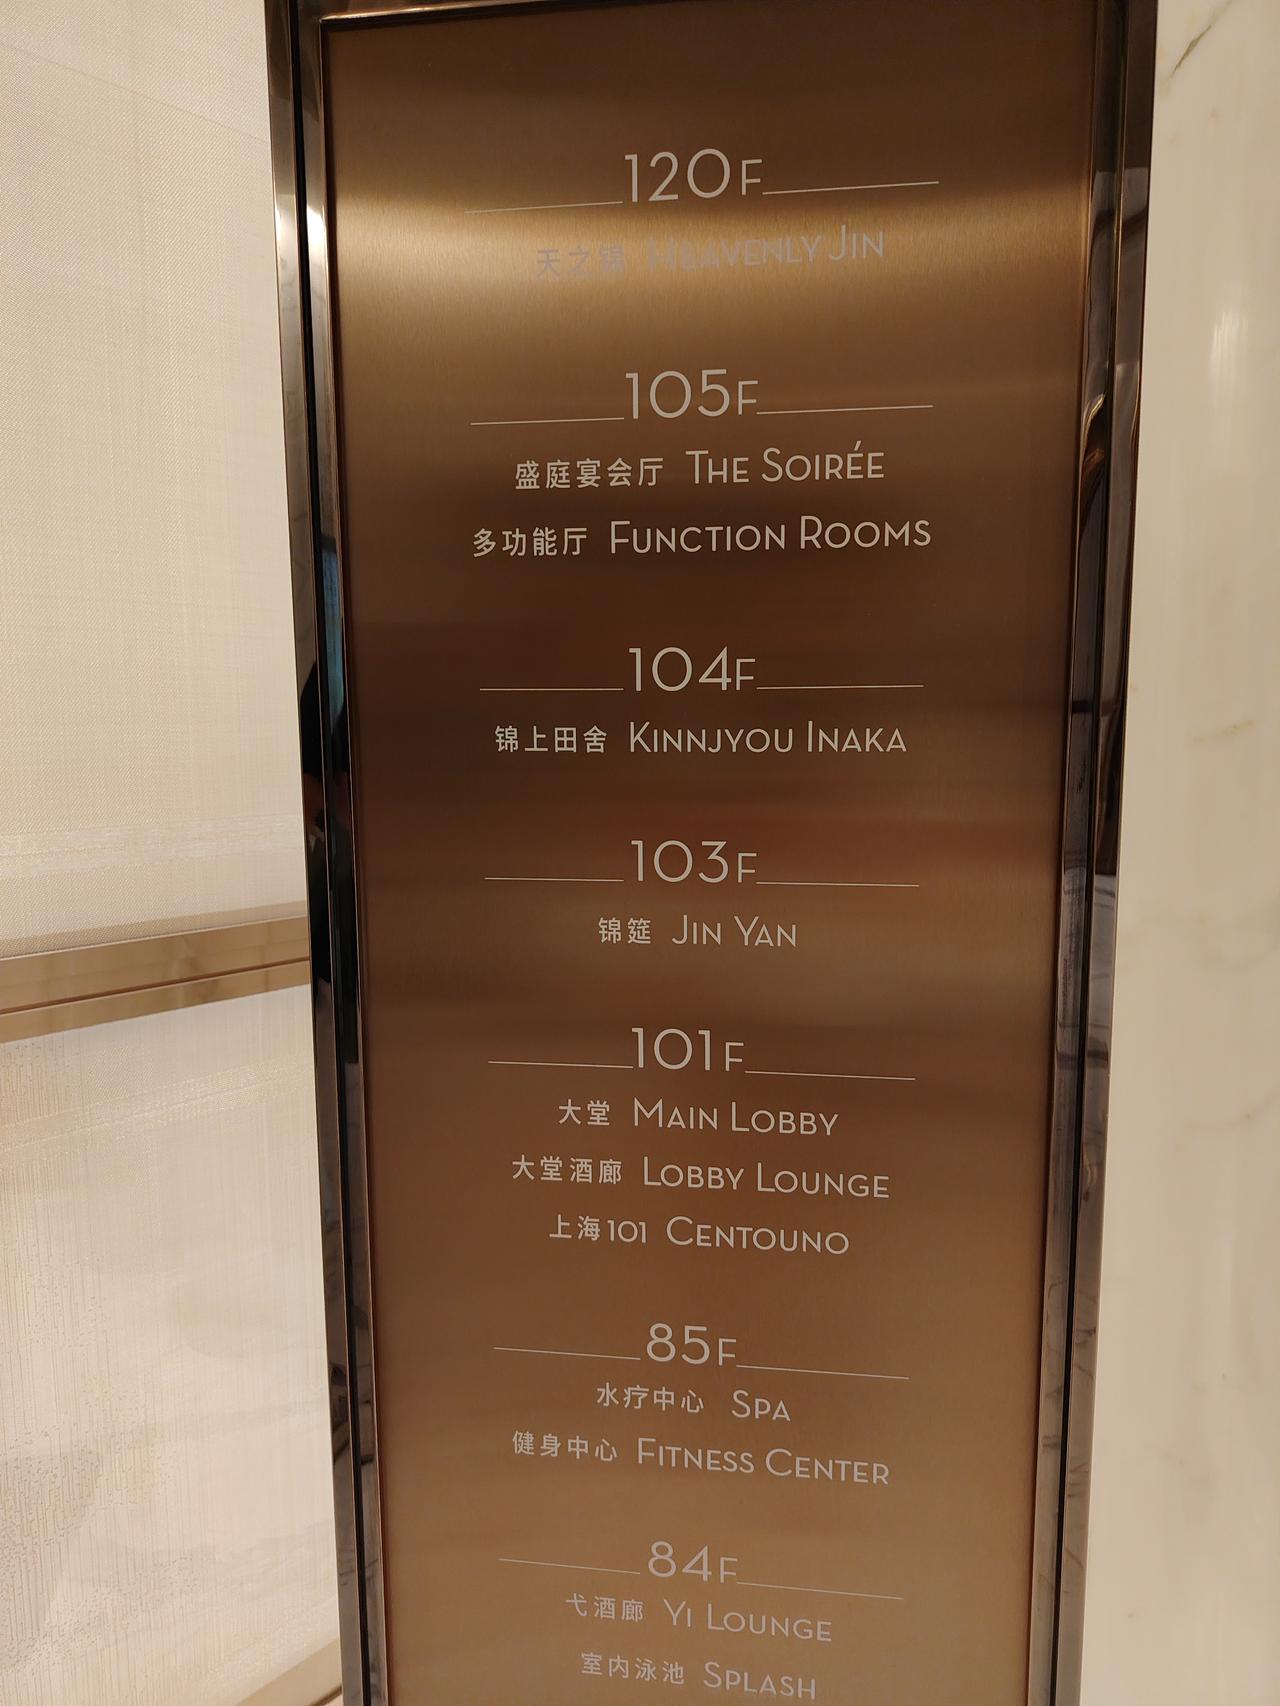 120F
天之锦 HEAVENLY JIN
105F
盛庭宴会厅 THE SOIRÉE
多功能厅 FUNCTION ROOMS
104F
锦上田舍 KINNJYOU INAKA
103F
锦筵 JIN YAN
101F
大堂 MAIN LOBBY
大堂酒廊 LOBBY LOUNGE
上海101 CENTOUNO
85F
水疗中心 SPA
健身中心 FITNESS CENTER
84F
弋酒廊 YI LOUNGE
室内泳池 SPLASH